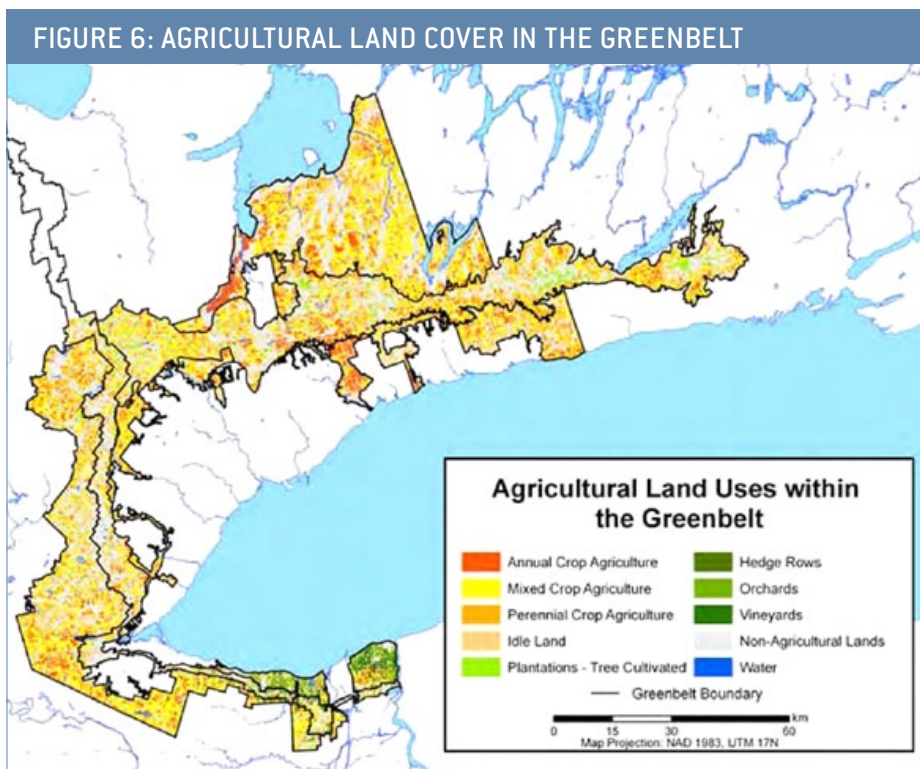 FIGURE 6: AGRICULTURAL LAND COVER IN THE GREENBELT
Agricultural Land Uses within
the Greenbelt
Annual Crop Agriculture
Mixed Crop Agriculture
Perennial Crop Agriculture
Idle Land
Plantations - Tree Cultivated
Hedge Rows
Orchards
Vineyards
Non-Agricultural Lands
Water
Greenbelt Boundary
km
0 15 30 60
Map Projection: NAD 1983, UTM 17N